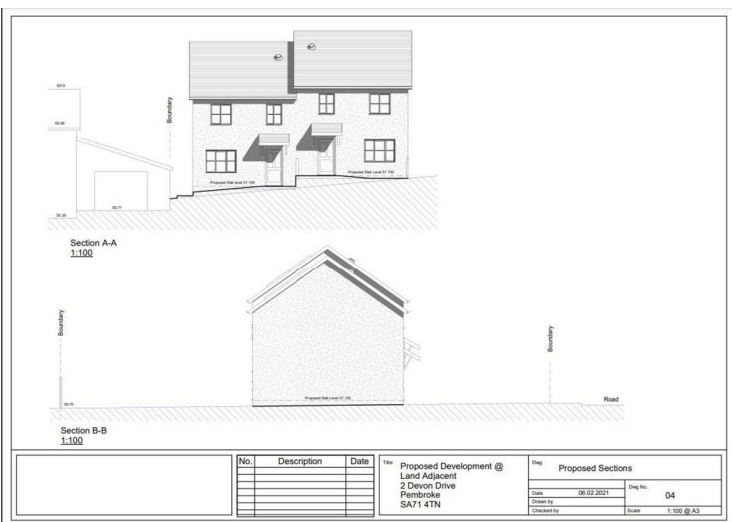 Boundary
Proposed Slab level 57.150
Proposed Slab Level 57.750
Section A-A
1:100
Boundary
Boundary
Proposed Slab Level 57.150
Road
Section B-B
1:100
No. Description Date
Title Proposed Development @
Land Adjacent
2 Devon Drive
Pembroke
SA71 4TN
Dwg Proposed Sections
Date 06.02.2021
Dwg No. 04
Drawn by
Checked by
Scale 1:100 @ A3